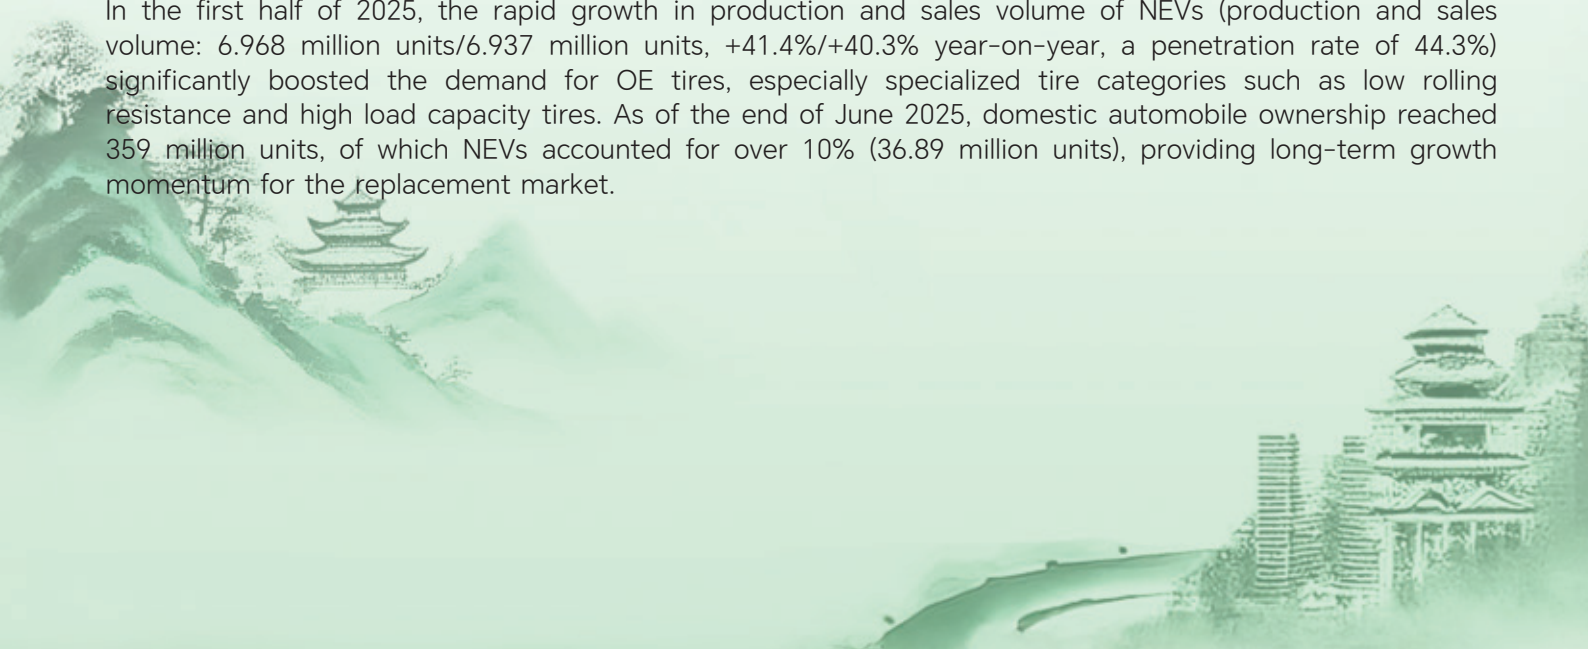 In the first half of 2025, the rapid growth in production and sales volume of NEVs (production and sales
volume: 6.968 million units/6.937 million units, +41.4%/+40.3% year-on-year, a penetration rate of 44.3%)
significantly boosted the demand for OE tires, especially specialized tire categories such as low rolling
resistance and high load capacity tires. As of the end of June 2025, domestic automobile ownership reached
359 million units, of which NEVs accounted for over 10% (36.89 million units), providing long-term growth
momentum for the replacement market.